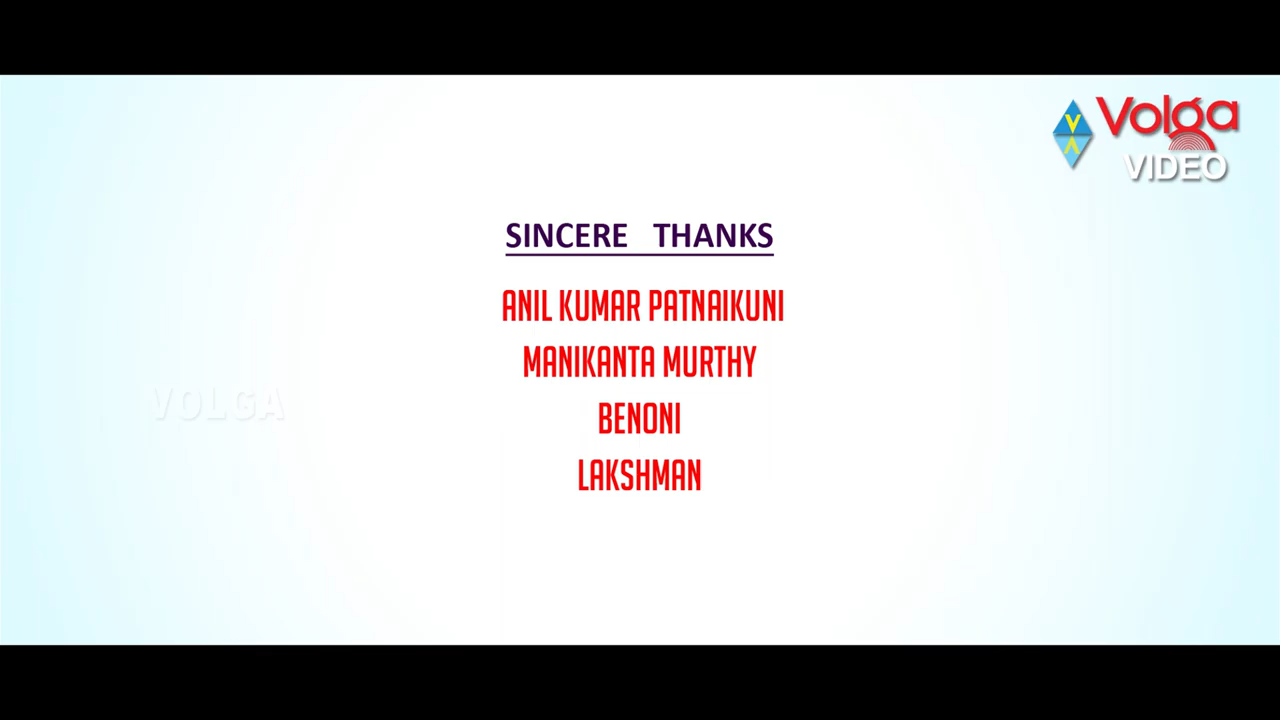 Volga
VIDEO
SINCERE THANKS
ANIL KUMAR PATNAIKUNI
MANIKANTA MURTHY
BENONI
LAKSHMAN
VOLGA